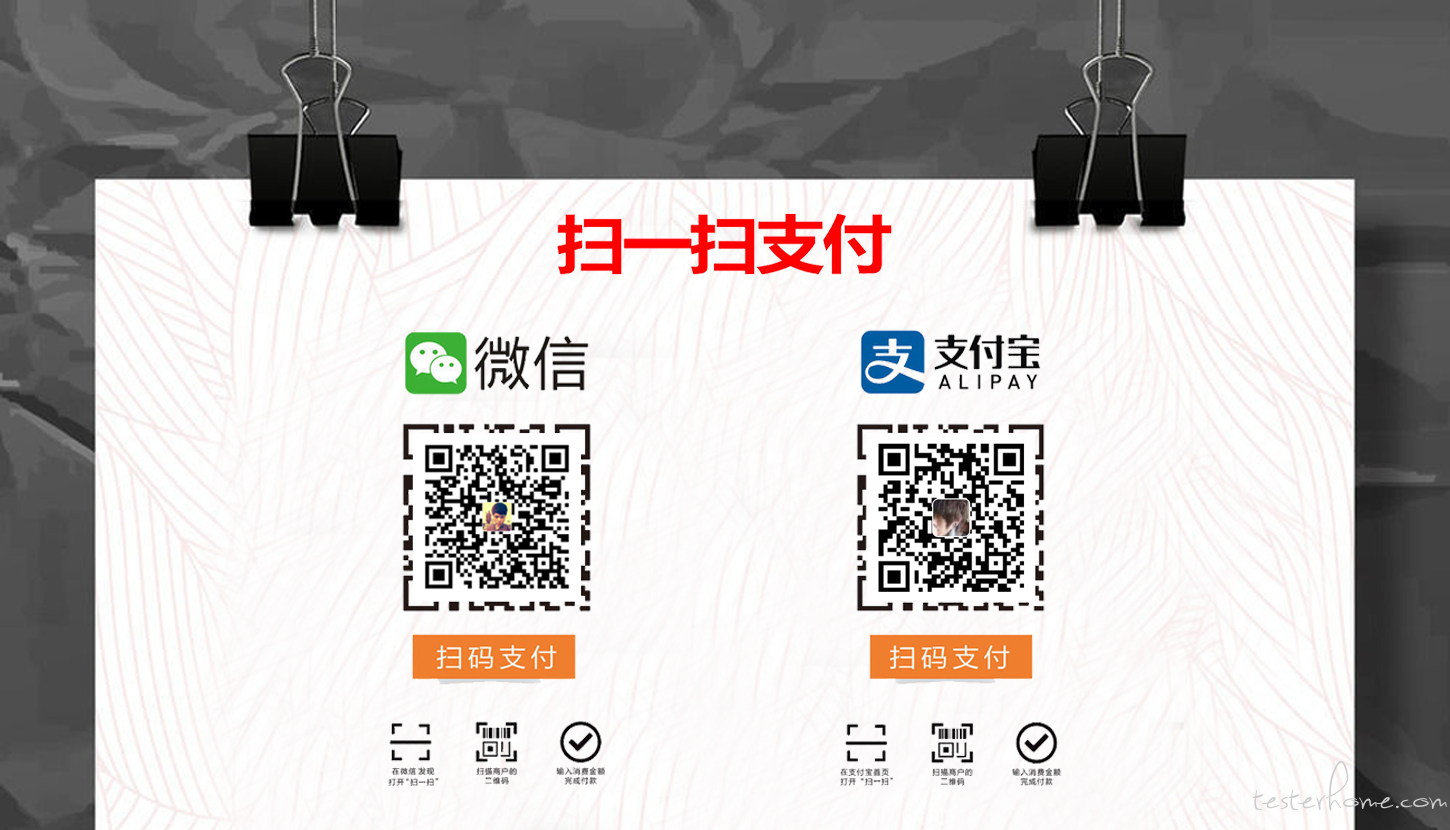 扫一扫支付
微信
支付宝
ALIPAY
扫码支付
扫码支付
在微信 发现
打开“扫一扫”
扫描商户的
二维码
输入消费金额
完成付款
在支付宝首页
打开“扫一扫”
扫描商户的
二维码
输入消费金额
完成付款
testerhome.com